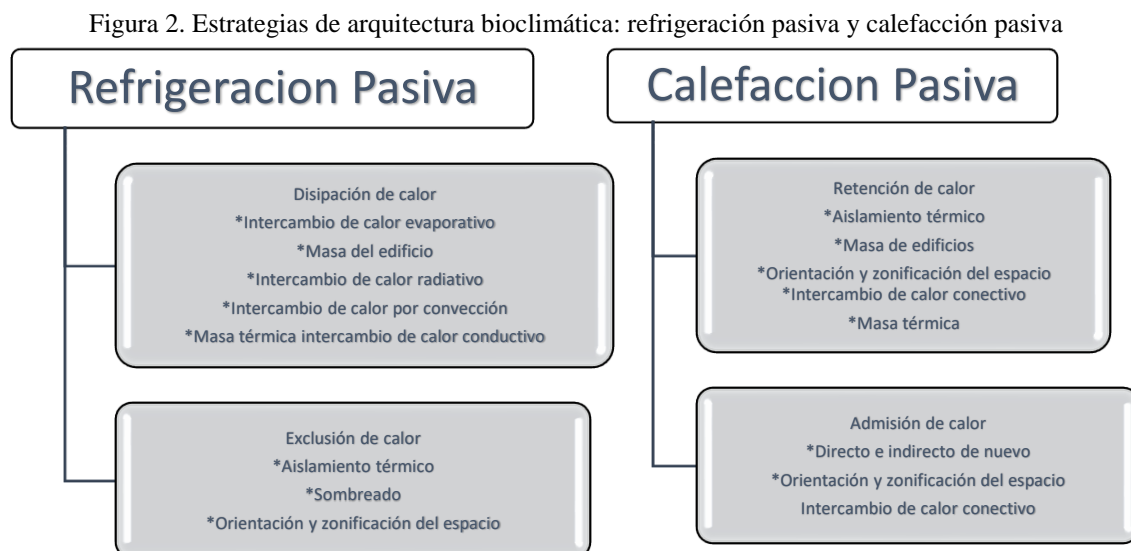 Figura 2. Estrategias de arquitectura bioclimática: refrigeración pasiva y calefacción pasiva
Refrigeracion Pasiva
Disipación de calor
*Intercambio de calor evaporativo
*Masa del edificio
*Intercambio de calor radiativo
*Intercambio de calor por convección
*Masa térmica intercambio de calor conductivo
Exclusión de calor
*Aislamiento térmico
*Sombreado
*Orientación y zonificación del espacio
Calefaccion Pasiva
Retención de calor
*Aislamiento térmico
*Masa de edificios
*Orientación y zonificación del espacio
*Intercambio de calor conectivo
*Masa térmica
Admisión de calor
*Directo e indirecto de nuevo
*Orientación y zonificación del espacio
Intercambio de calor conectivo